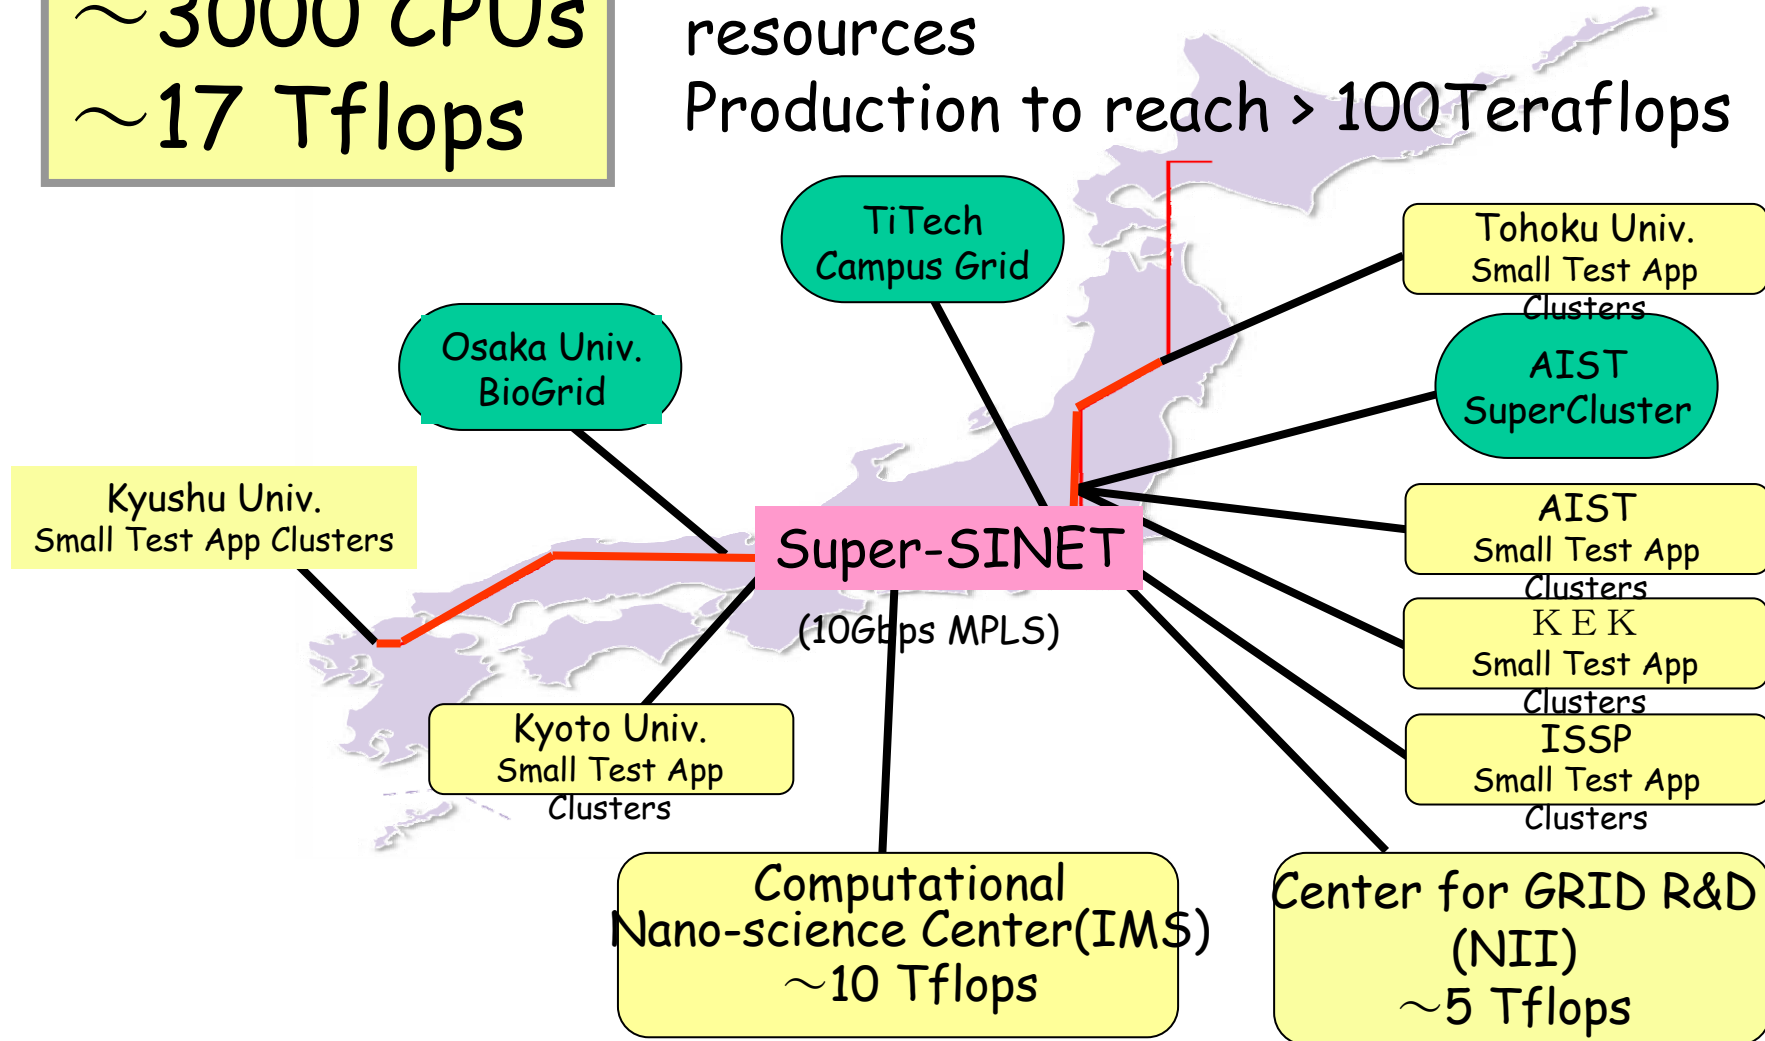 ～3000 CPUs
～17 Tflops
resources
Production to reach > 100Teraflops
TiTech
Campus Grid
Tohoku Univ.
Small Test App
Clusters
Osaka Univ.
BioGrid
AIST
SuperCluster
Kyushu Univ.
Small Test App Clusters
AIST
Small Test App
Clusters
Super-SINET
(10Gbps MPLS)
ＫＥＫ
Small Test App
Clusters
Kyoto Univ.
Small Test App
Clusters
ISSP
Small Test App
Clusters
Computational
Nano-science Center(IMS)
～10 Tflops
Center for GRID R&D
(NII)
～5 Tflops